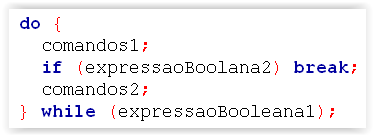 do {
comandos1;
if (expressaoBoolana2) break;
comandos2;
} while (expressaoBooleana1);